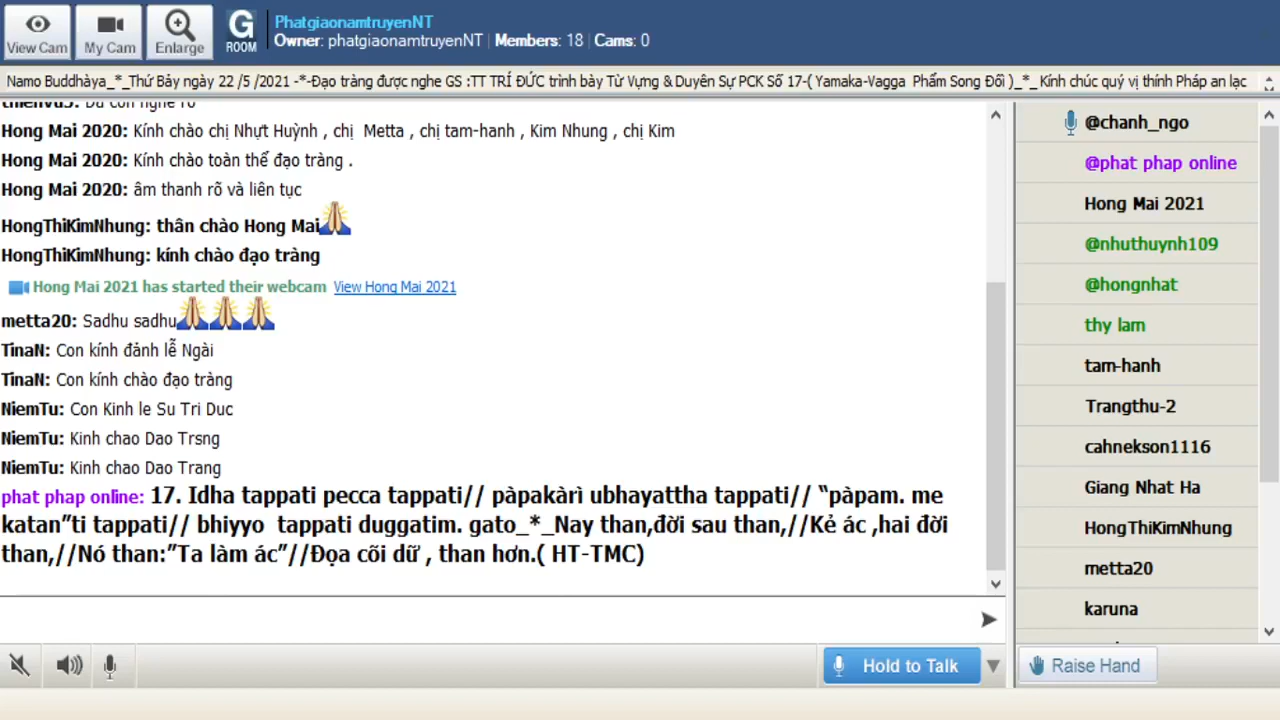 View Cam
My Cam
Enlarge
G
ROOM
PhatgiaonamtruyenNT
Owner: phatgiaonamtruyenNT | Members: 18 | Cams: 0
Namo Buddhàya_*_Thứ Bảy ngày 22 /5 /2021 -*-Đạo tràng được nghe GS :TT TRÍ ĐỨC trình bày Từ Vựng & Duyên Sự PCK Số 17-( Yamaka-Vagga Phẩm Song Đối )_*_ Kính chúc quý vị thính Pháp an lạc
Hong Mai 2020: Kính chào chị Nhựt Huỳnh , chị Metta , chị tam-hanh , Kim Nhung , chị Kim
Hong Mai 2020: Kính chào toàn thể đạo tràng .
Hong Mai 2020: âm thanh rõ và liên tục
HongThiKimNhung: thân chào Hong Mai
HongThiKimNhung: kính chào đạo tràng
Hong Mai 2021 has started their webcam View Hong Mai 2021
metta20: Sadhu sadhu
TinaN: Con kính đảnh lễ Ngài
TinaN: Con kính chào đạo tràng
NiemTu: Con Kinh le Su Tri Duc
NiemTu: Kinh chao Dao Trsng
NiemTu: Kinh chao Dao Trang
phat phap online: 17. Idha tappati pecca tappati// pàpakàrì ubhayattha tappati// “pàpam. me
katan”ti tappati// bhiyyo tappati duggatim. gato_*_Nay than,đời sau than,//Kẻ ác ,hai đời
than,//Nó than:”Ta làm ác”//Đọa cõi dữ , than hơn.( HT-TMC)
@chanh_ngo
@phat phap online
Hong Mai 2021
@nhuthuynh109
@hongnhat
thy lam
tam-hanh
Trangthu-2
cahnekson1116
Giang Nhat Ha
HongThiKimNhung
metta20
karuna
Hold to Talk
Raise Hand